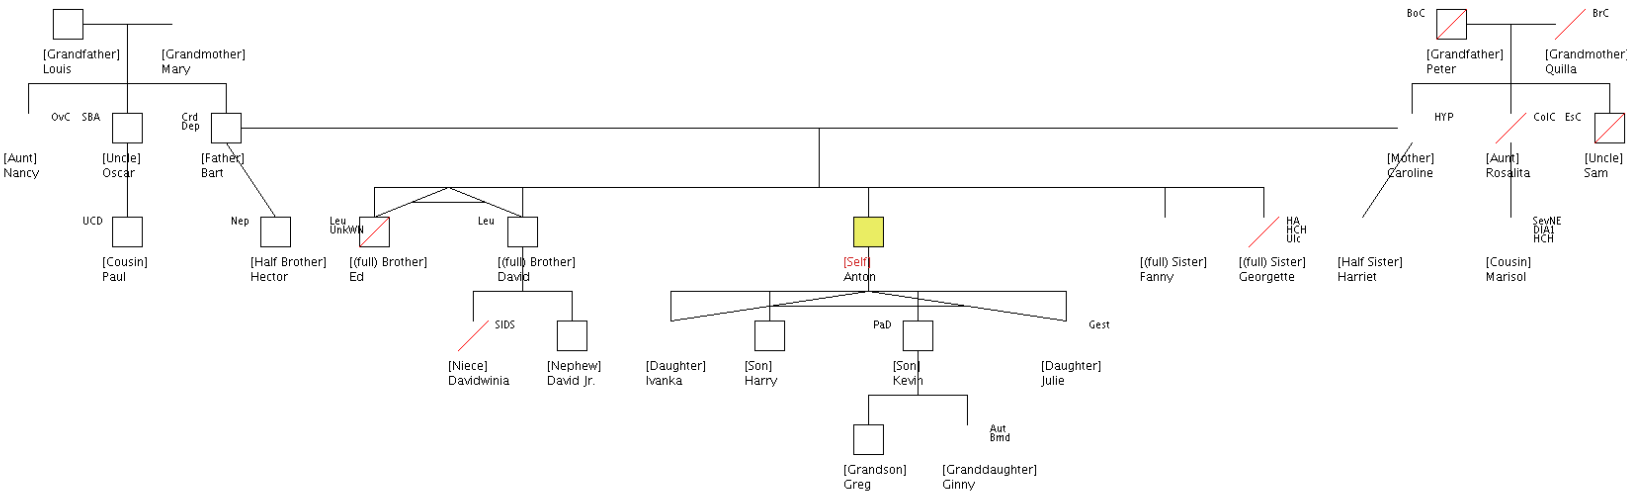 BoC
BrC
[Grandfather]
Louis
[Grandmother]
Mary
[Grandfather]
Peter
[Grandmother]
Quilla
OvC
SBA
Crd
Dep
HYP
ColC
EsC
[Aunt]
Nancy
[Uncle]
Oscar
[Father]
Bart
[Mother]
Caroline
[Aunt]
Rosalita
[Uncle]
Sam
UCD
Nep
Leu
UnkWN
Leu
HA
HCH
Ulc
SevNE
DIA1
HCH
[Cousin]
Paul
[Half Brother]
Hector
[(full) Brother]
Ed
[(full) Brother]
David
[Self]
Anton
[(full) Sister]
Fanny
[(full) Sister]
Georgette
[Half Sister]
Harriet
[Cousin]
Marisol
SIDS
PaD
Gest
[Niece]
Davidwinia
[Nephew]
David Jr.
[Daughter]
Ivanka
[Son]
Harry
[Son]
Kevin
[Daughter]
Julie
Aut
Bmd
[Grandson]
Greg
[Granddaughter]
Ginny